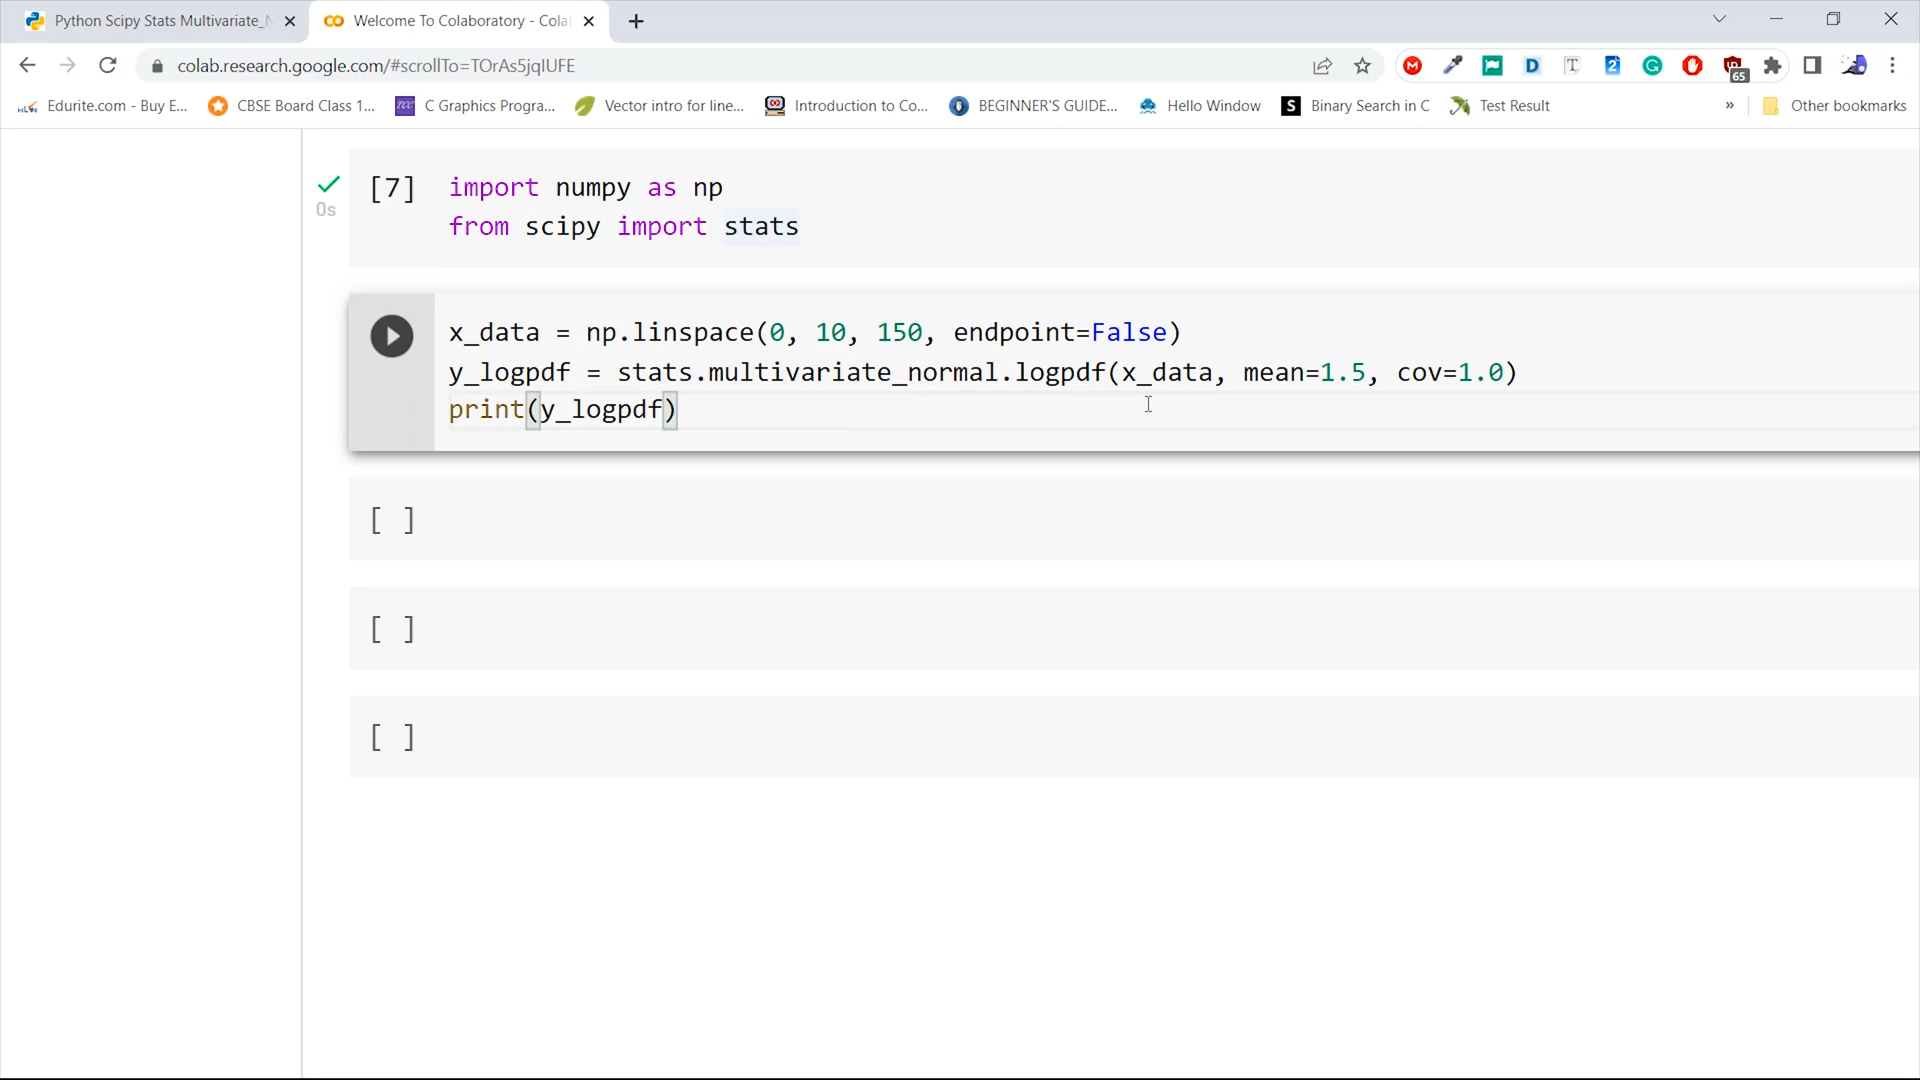 Python Scipy Stats Multivariate_N
Welcome To Colaboratory - Cola
colab.research.google.com/#scrollTo=TOrAs5jqIUFE
65
Edurite.com - Buy E...
CBSE Board Class 1...
C Graphics Progra...
Vector intro for line...
Introduction to Co...
BEGINNER'S GUIDE...
Hello Window
Binary Search in C
Test Result
»
Other bookmarks
[7]
0s
import numpy as np
from scipy import stats
x_data = np.linspace(0, 10, 150, endpoint=False)
y_logpdf = stats.multivariate_normal.logpdf(x_data, mean=1.5, cov=1.0)
print(y_logpdf)
[ ]
[ ]
[ ]